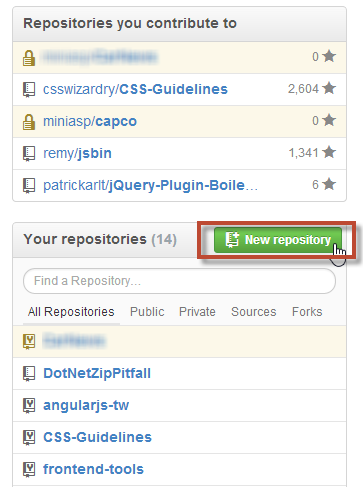 Repositories you contribute to
0
csswizardry/CSS-Guidelines 2,604
miniasp/capco 0
remy/jsbin 1,341
patrickarlt/jQuery-Plugin-Boile... 6
Your repositories (14) New repository
Find a Repository...
All Repositories Public Private Sources Forks
DotNetZipPitfall
angularjs-tw
CSS-Guidelines
frontend-tools